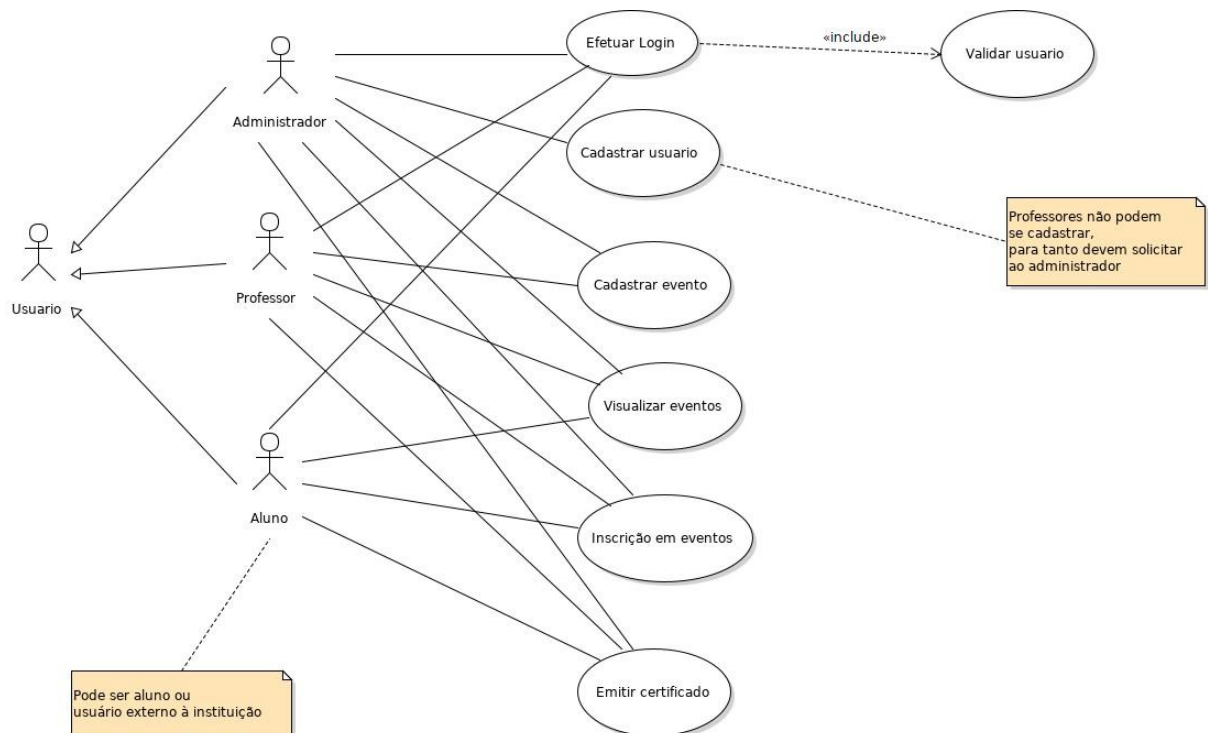 Efetuar Login
«include»
Validar usuario
Administrador
Cadastrar usuario
Professores não podem
se cadastrar,
para tanto devem solicitar
ao administrador
Usuario
Professor
Cadastrar evento
Visualizar eventos
Aluno
Inscrição em eventos
Pode ser aluno ou
usuário externo à instituição
Emitir certificado